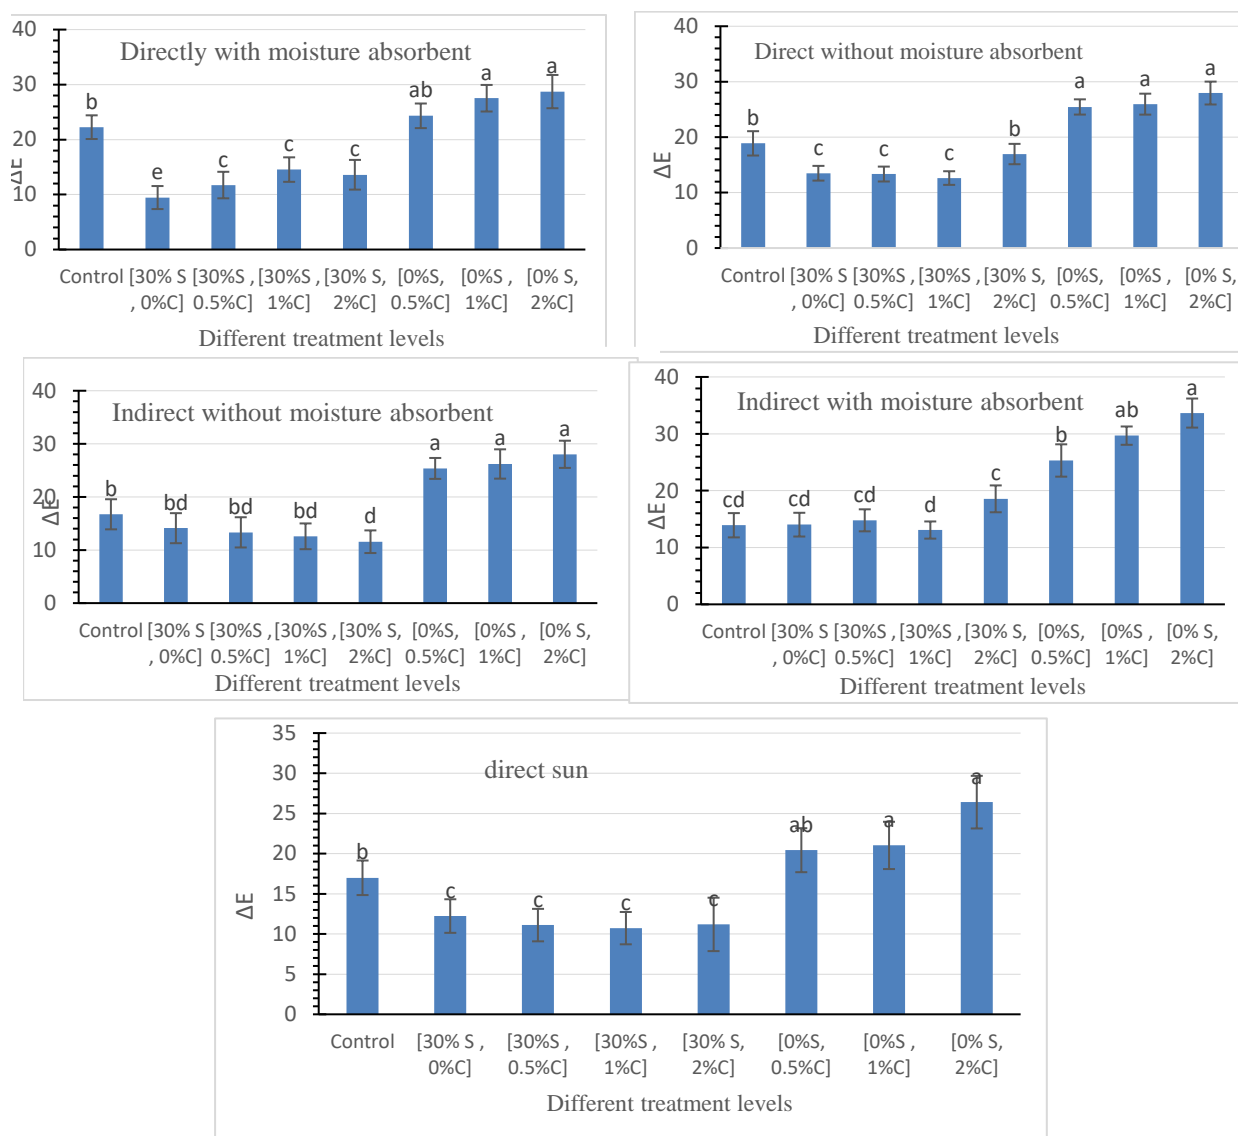 Directly with moisture absorbent
40
30
20
10
0
ΔE
b
e
c
c
c
ab
a
a
Control [30% S [30%S , [30%S , [30% S, [0%S, [0%S , [0% S,
, 0%C] 0.5%C] 1%C] 2%C] 0.5%C] 1%C] 2%C]
Different treatment levels
Direct without moisture absorbent
40
30
20
10
0
ΔE
b
c
c
c
b
a
a
a
Control [30% S [30%S , [30%S , [30% S, [0%S, [0%S , [0% S,
, 0%C] 0.5%C] 1%C] 2%C] 0.5%C] 1%C] 2%C]
Different treatment levels
Indirect without moisture absorbent
40
30
20
10
0
ΔE
b
bd
bd
bd
d
a
a
a
Control [30% S [30%S , [30%S , [30% S, [0%S, [0%S , [0% S,
, 0%C] 0.5%C] 1%C] 2%C] 0.5%C] 1%C] 2%C]
Different treatment levels
Indirect with moisture absorbent
40
30
20
10
0
ΔE
cd
cd
cd
d
c
b
ab
a
Control [30% S [30%S , [30%S , [30% S, [0%S, [0%S , [0% S,
, 0%C] 0.5%C] 1%C] 2%C] 0.5%C] 1%C] 2%C]
Different treatment levels
direct sun
35
30
25
20
15
10
5
0
ΔE
b
c
c
c
c
ab
a
a
Control [30% S , [30%S , [30%S , [30% S, [0%S, [0%S , [0% S,
0%C] 0.5%C] 1%C] 2%C] 0.5%C] 1%C] 2%C]
Different treatment levels